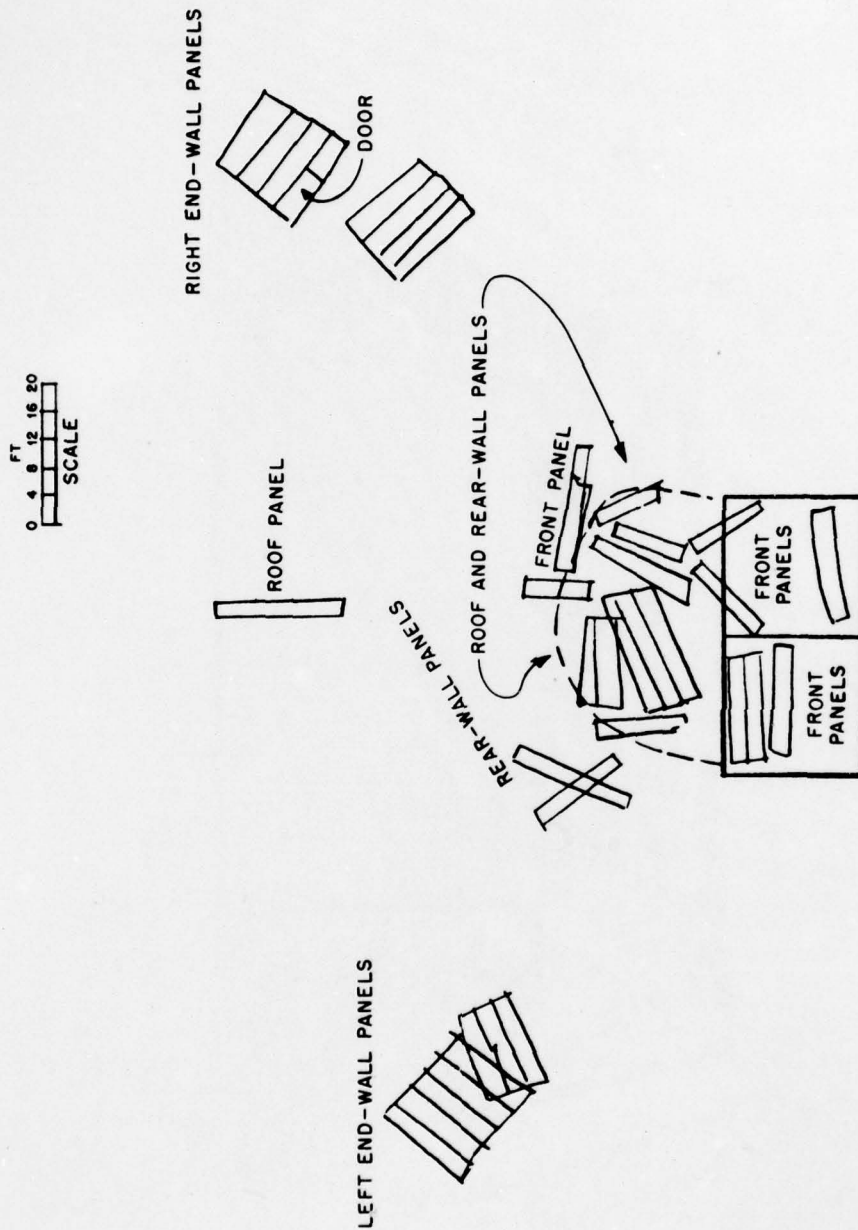 FT
0 4 8 12 16 20
SCALE
RIGHT END-WALL PANELS
ROOF PANEL
DOOR
LEFT END-WALL PANELS
REAR-WALL PANELS
ROOF AND REAR-WALL PANELS
FRONT PANEL
FRONT
PANELS
FRONT
PANELS